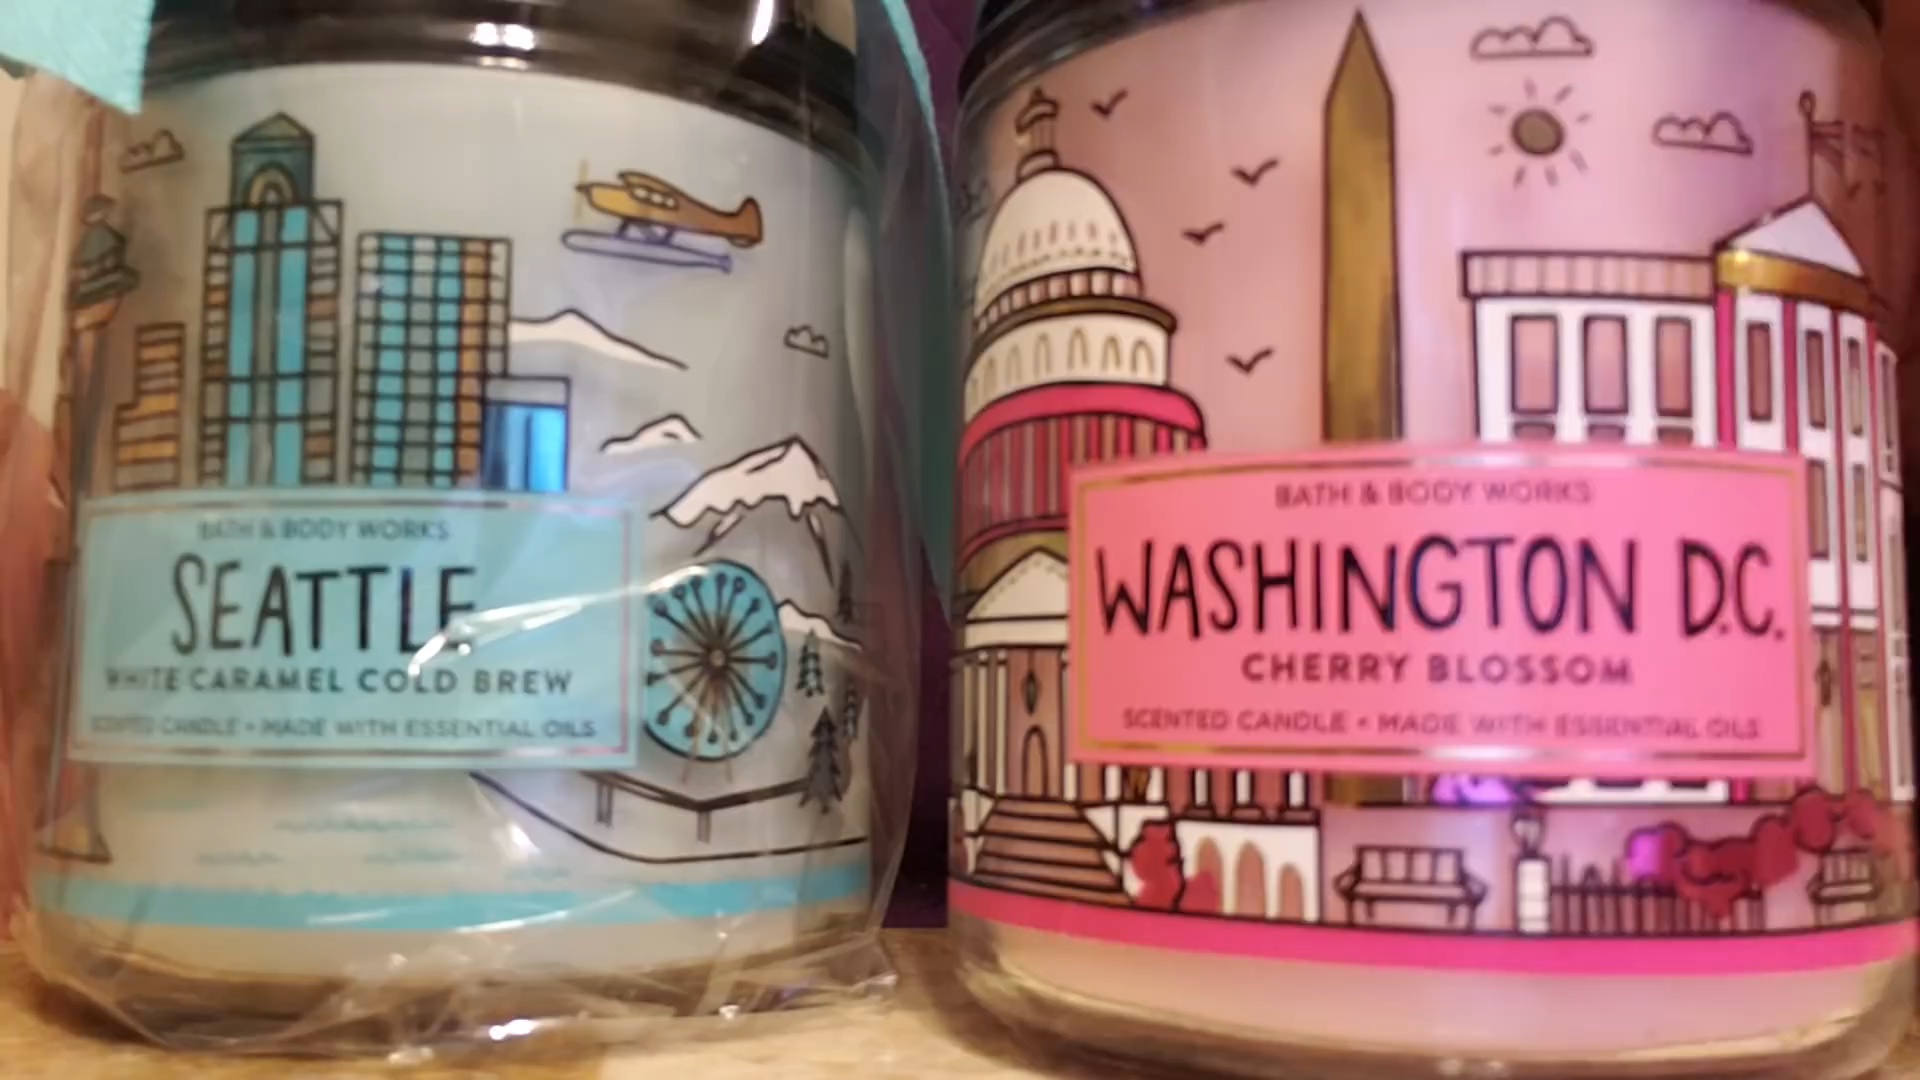 BATH & BODY WORKS
SEATTLE
WHITE CARAMEL COLD BREW
SCENTED CANDLE • MADE WITH ESSENTIAL OILS
BATH & BODY WORKS
WASHINGTON D.C.
CHERRY BLOSSOM
SCENTED CANDLE • MADE WITH ESSENTIAL OILS